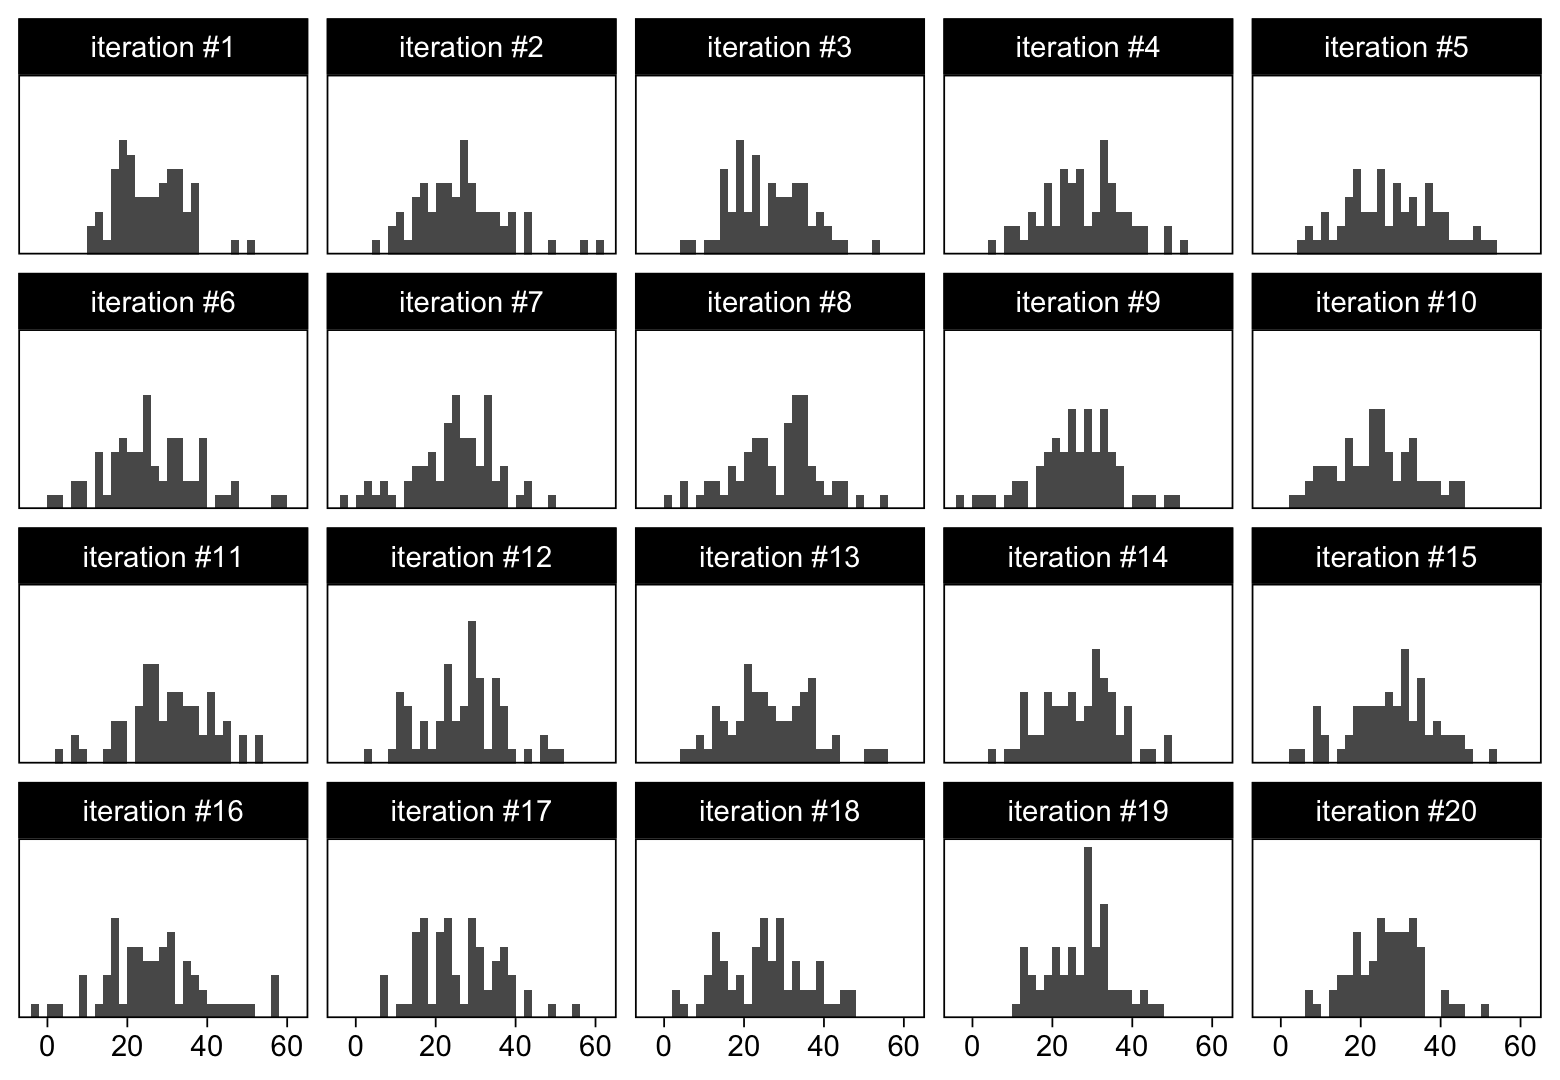 iteration #1
iteration #2
iteration #3
iteration #4
iteration #5
iteration #6
iteration #7
iteration #8
iteration #9
iteration #10
iteration #11
iteration #12
iteration #13
iteration #14
iteration #15
iteration #16
iteration #17
iteration #18
iteration #19
iteration #20
0 20 40 60 0 20 40 60 0 20 40 60 0 20 40 60 0 20 40 60